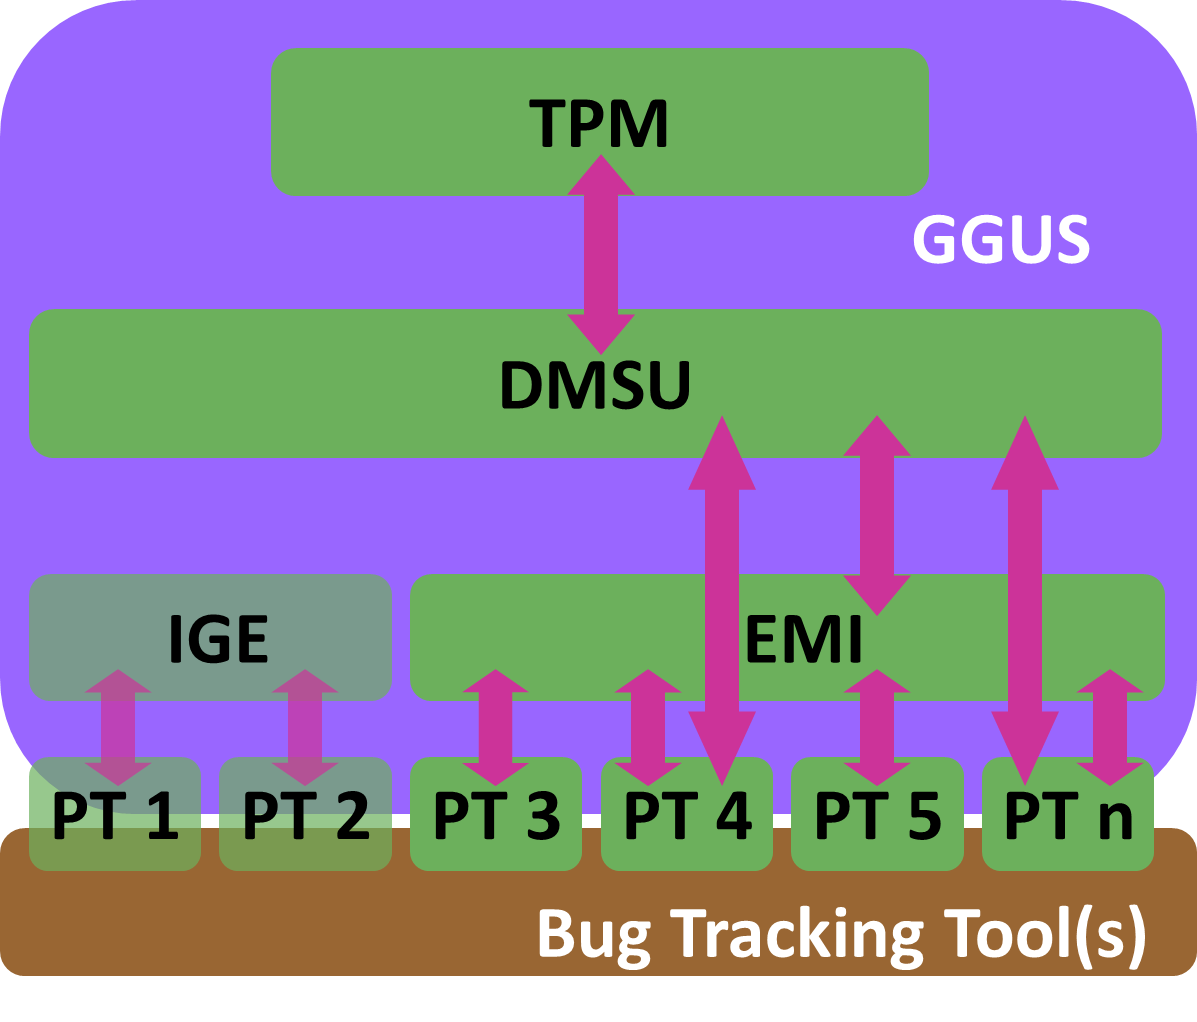 TPM
GGUS
DMSU
IGE
EMI
PT 1
PT 2
PT 3
PT 4
PT 5
PT n
Bug Tracking Tool(s)